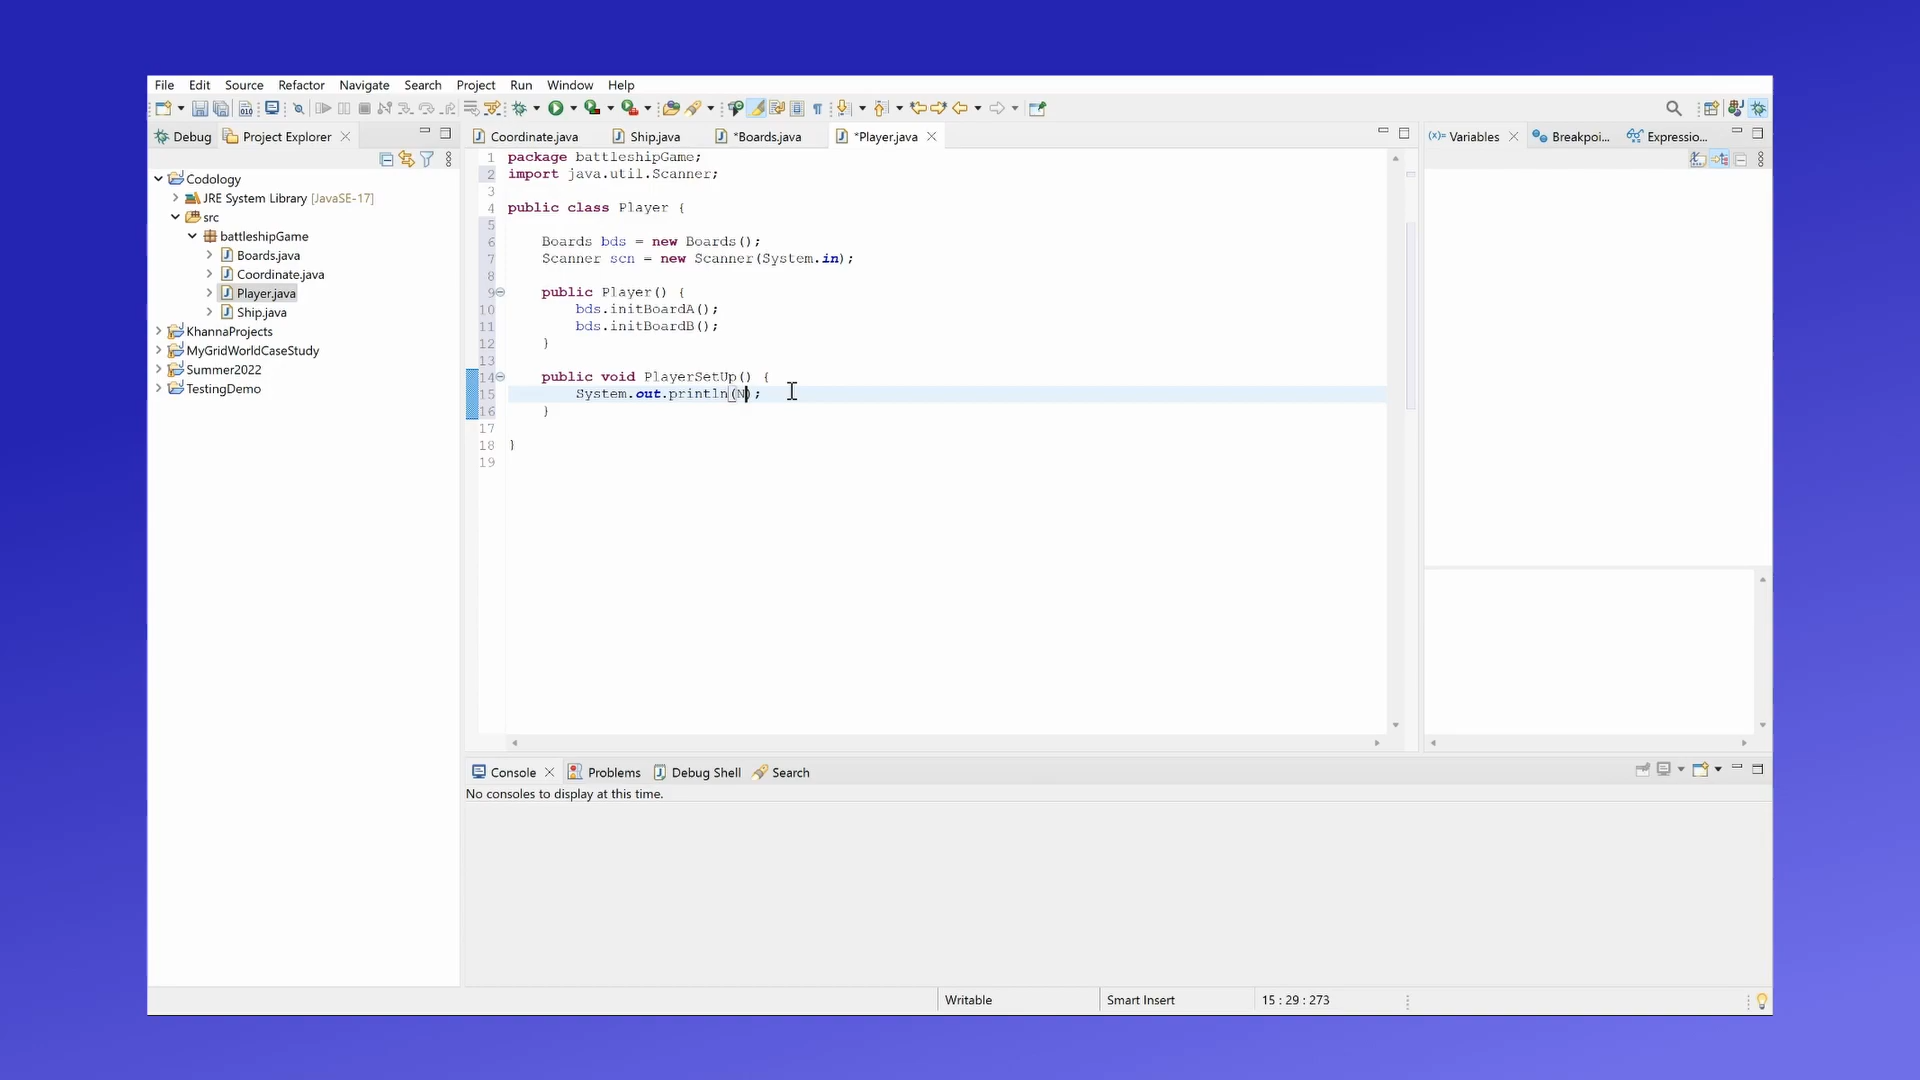 File Edit Source Refactor Navigate Search Project Run Window Help
Debug Project Explorer
Coordinate.java Ship.java *Boards.java *Player.java
Variables Breakpoi... Expressio...
Codology
JRE System Library [JavaSE-17]
src
battleshipGame
Boards.java
Coordinate.java
Player.java
Ship.java
KhannaProjects
MyGridWorldCaseStudy
Summer2022
TestingDemo
1 package battleshipGame;
2 import java.util.Scanner;
3
4 public class Player {
5
6 Boards bds = new Boards();
7 Scanner scn = new Scanner(System.in);
8
9 public Player() {
10 bds.initBoardA();
11 bds.initBoardB();
12 }
13
14 public void PlayerSetUp() {
15 System.out.println(N);
16 }
17
18 }
19
Console Problems Debug Shell Search
No consoles to display at this time.
Writable Smart Insert 15 : 29 : 273